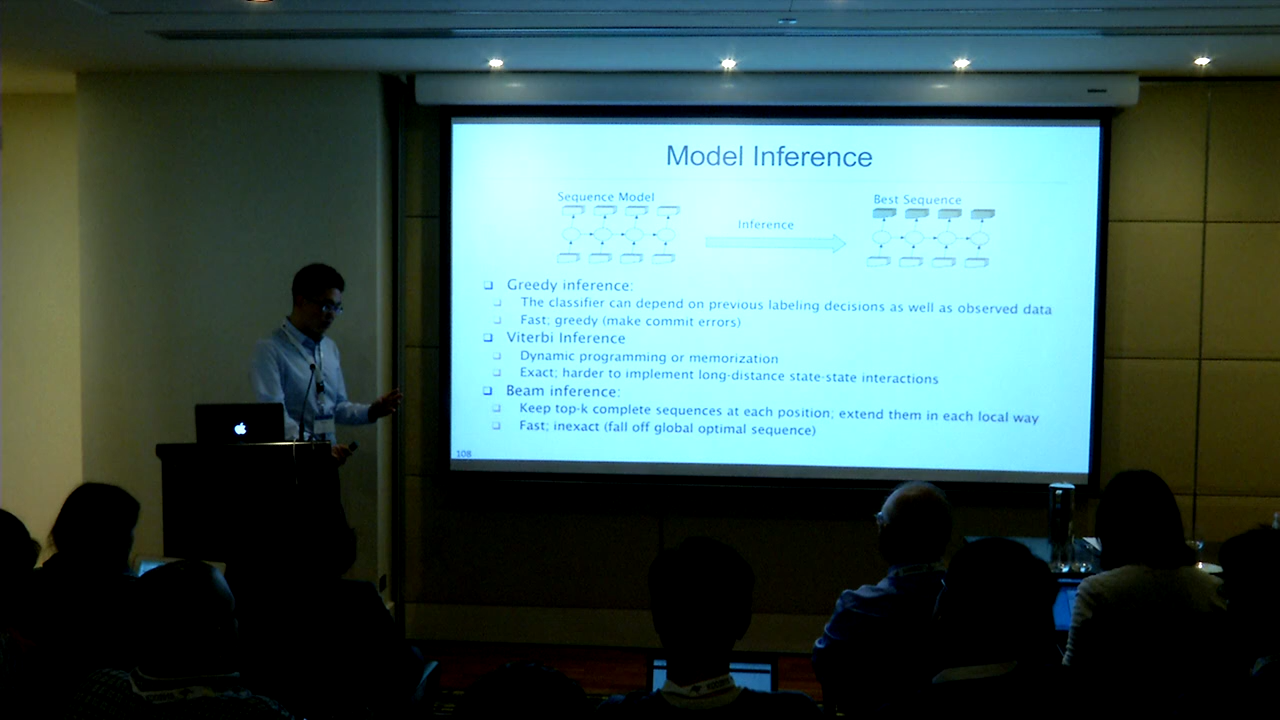 Model Inference
Sequence Model
Best Sequence
Inference
Greedy inference:
The classifier can depend on previous labeling decisions as well as observed data
Fast; greedy (make commit errors)
Viterbi Inference
Dynamic programming or memorization
Exact; harder to implement long-distance state-state interactions
Beam inference:
Keep top-k complete sequences at each position; extend them in each local way
Fast; inexact (fall off global optimal sequence)
108